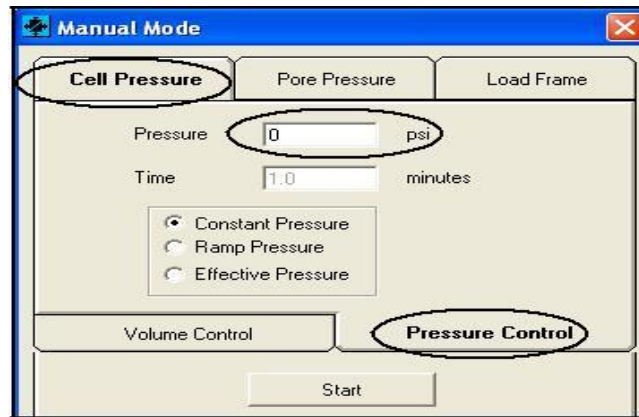 Manual Mode
Cell Pressure Pore Pressure Load Frame
Pressure 0 psi
Time 1.0 minutes
Constant Pressure
Ramp Pressure
Effective Pressure
Volume Control Pressure Control
Start